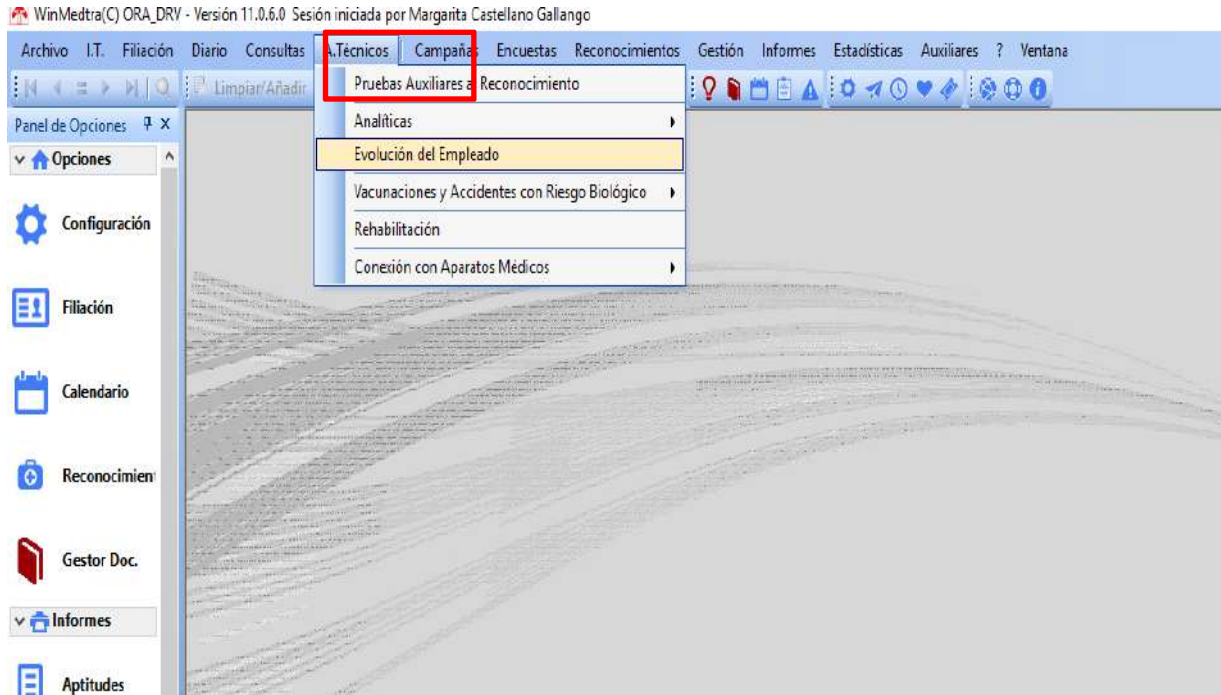 WinMedtra(C) ORA_DRV - Versión 11.0.6.0 Sesión iniciada por Margarita Castellano Gallango
Archivo I.T. Filiación Diario Consultas A.Técnicos Campañas Encuestas Reconocimientos Gestión Informes Estadísticas Auxiliares ? Ventana
Limpiar/Añadir
Pruebas Auxiliares al Reconocimiento
Analíticas
Evolución del Empleado
Vacunaciones y Accidentes con Riesgo Biológico
Rehabilitación
Conexión con Aparatos Médicos
Panel de Opciones
Opciones
Configuración
Filiación
Calendario
Reconocimien
Gestor Doc.
Informes
Aptitudes